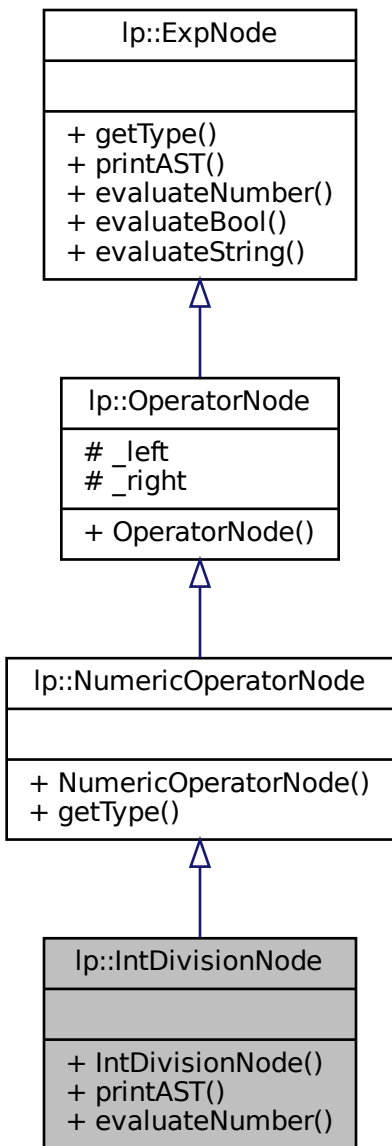 lp::ExpNode
+ getType()
+ printAST()
+ evaluateNumber()
+ evaluateBool()
+ evaluateString()
lp::OperatorNode
# _left
# _right
+ OperatorNode()
lp::NumericOperatorNode
+ NumericOperatorNode()
+ getType()
lp::IntDivisionNode
+ IntDivisionNode()
+ printAST()
+ evaluateNumber()